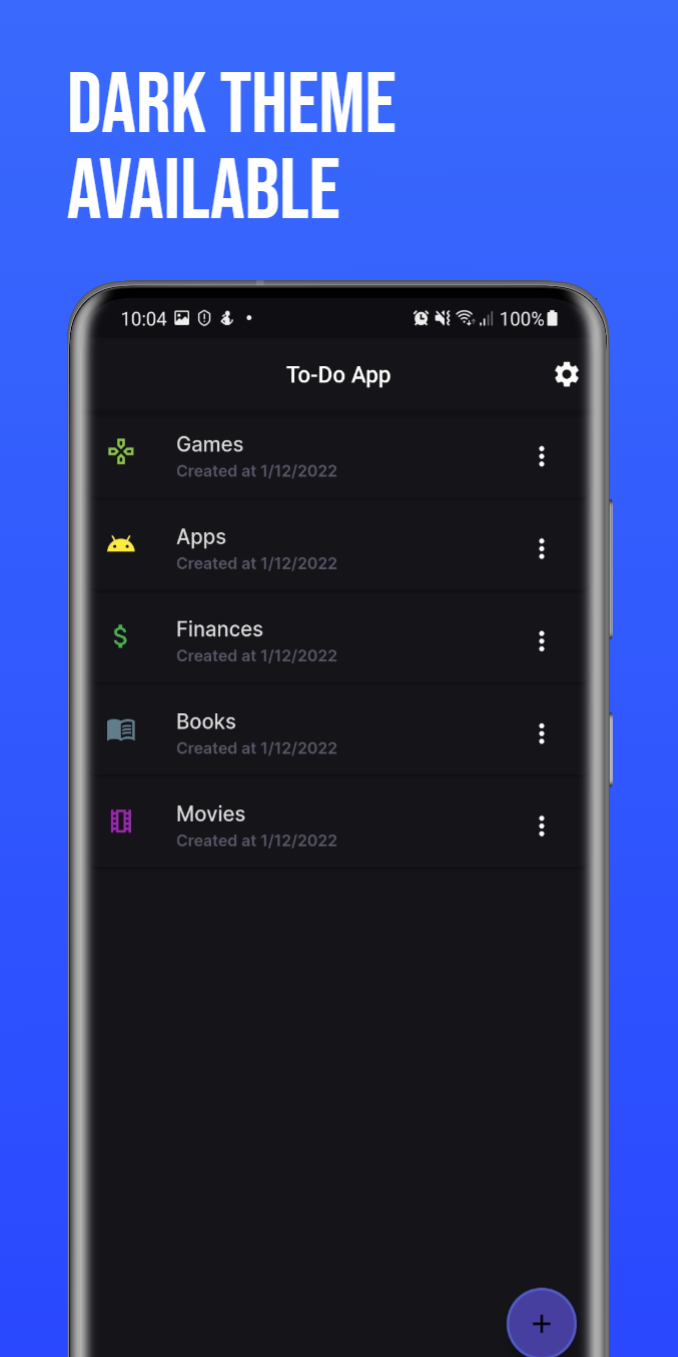 DARK THEME
AVAILABLE
10:04 100%
To-Do App
Games
Created at 1/12/2022
Apps
Created at 1/12/2022
Finances
Created at 1/12/2022
Books
Created at 1/12/2022
Movies
Created at 1/12/2022